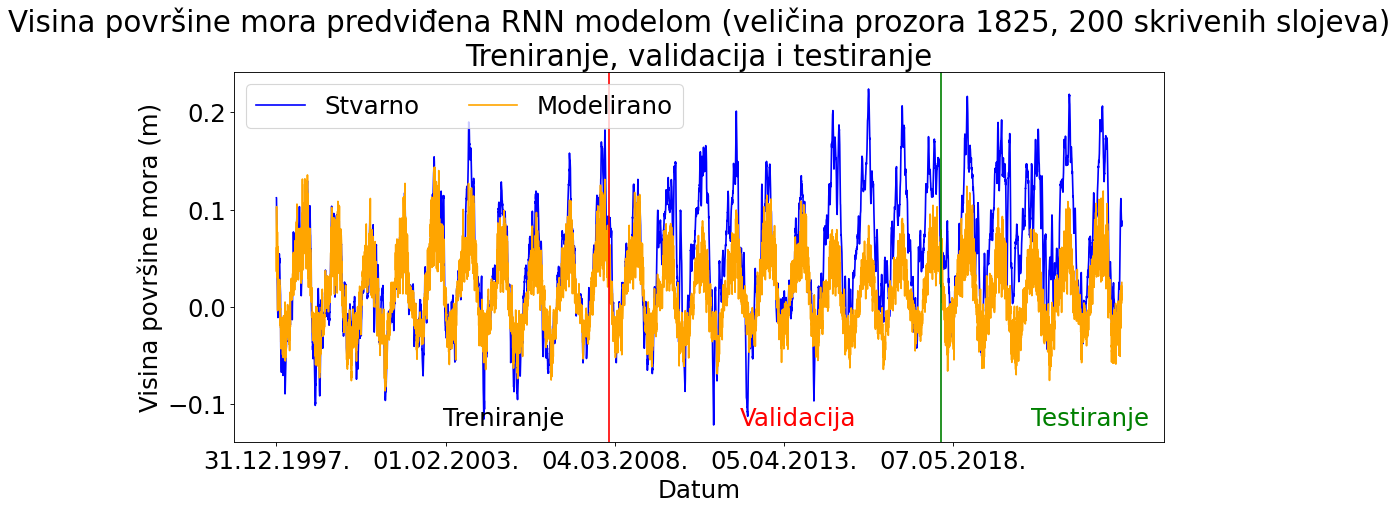 Visina površine mora predviđena RNN modelom (veličina prozora 1825, 200 skrivenih slojeva)
Treniranje, validacija i testiranje
Stvarno Modelirano
Visina površine mora (m)
0.2
0.1
0.0
−0.1
Treniranje Validacija Testiranje
31.12.1997. 01.02.2003. 04.03.2008. 05.04.2013. 07.05.2018.
Datum